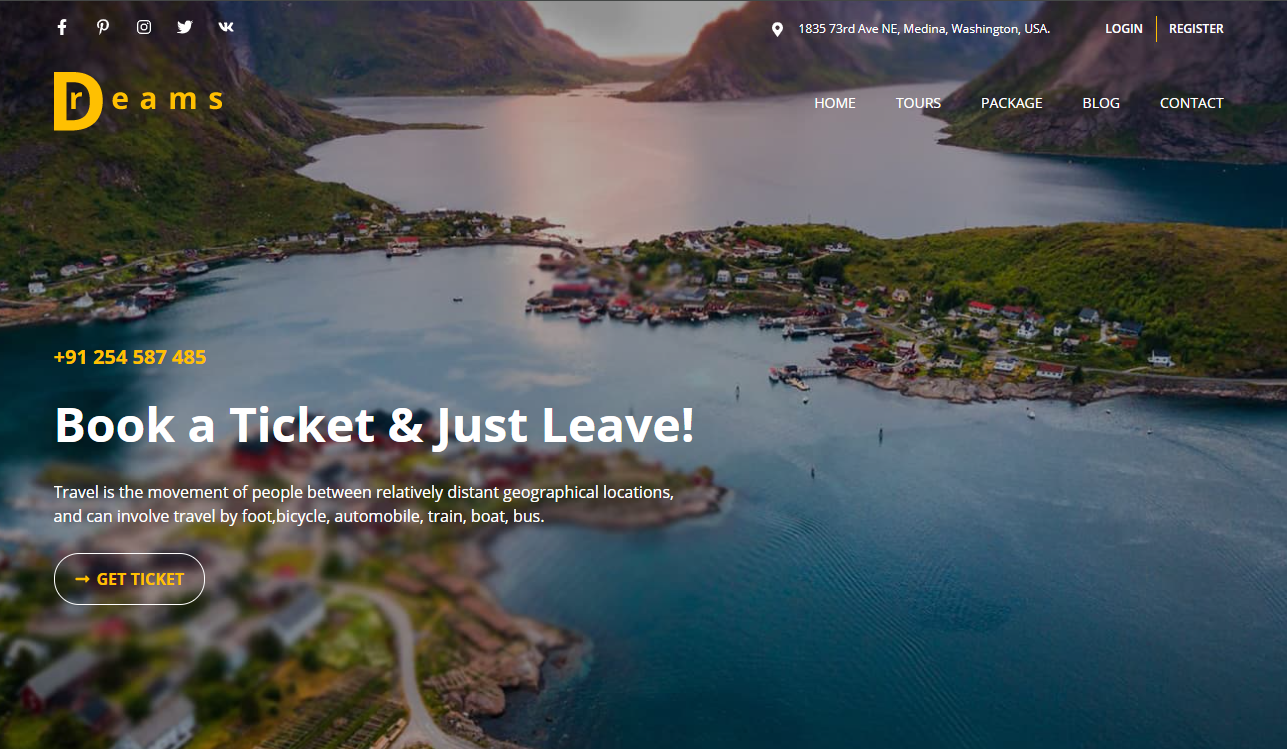 1835 73rd Ave NE, Medina, Washington, USA.
LOGIN
REGISTER
Dreams
HOME
TOURS
PACKAGE
BLOG
CONTACT
+91 254 587 485
Book a Ticket & Just Leave!
Travel is the movement of people between relatively distant geographical locations,
and can involve travel by foot,bicycle, automobile, train, boat, bus.
GET TICKET